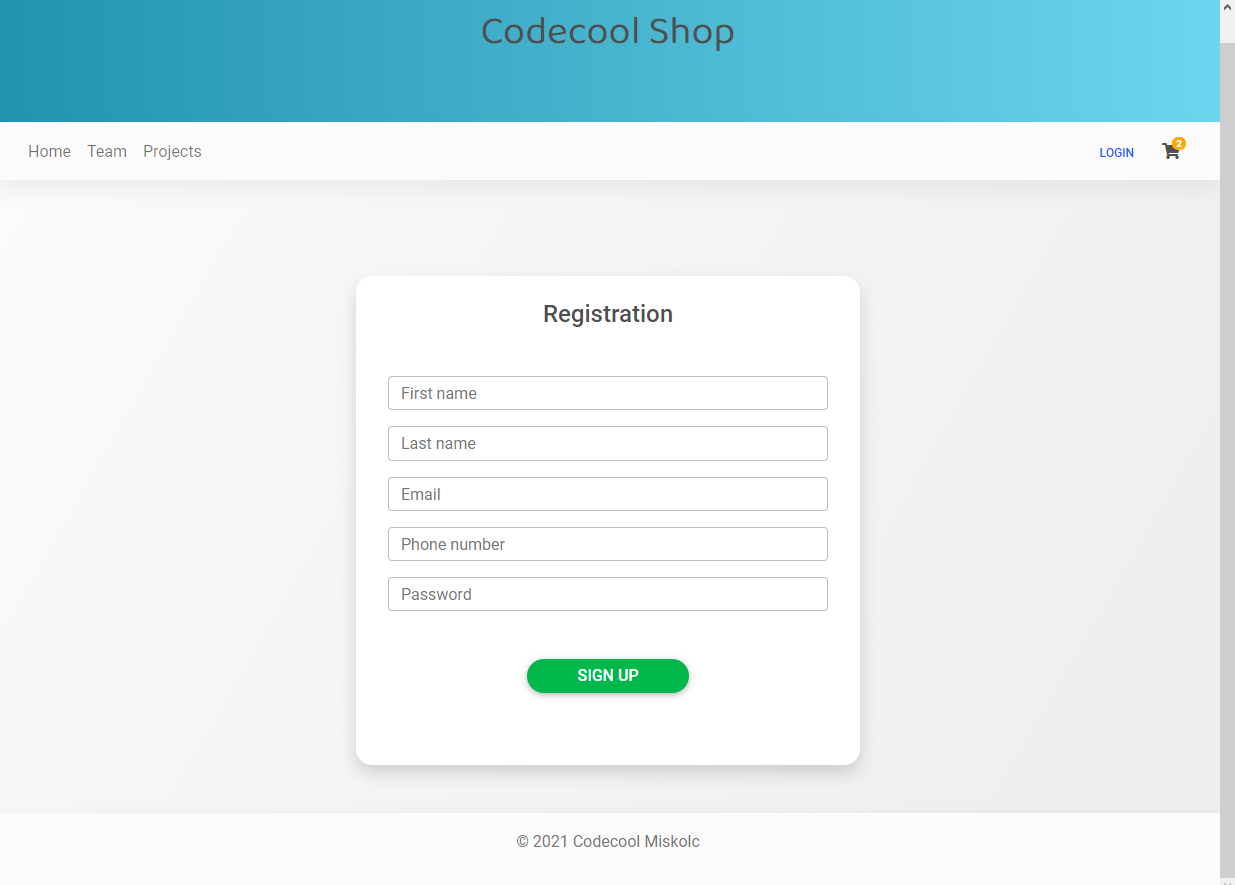 Codecool Shop
Home Team Projects LOGIN 2
Registration
First name
Last name
Email
Phone number
Password
SIGN UP
© 2021 Codecool Miskolc